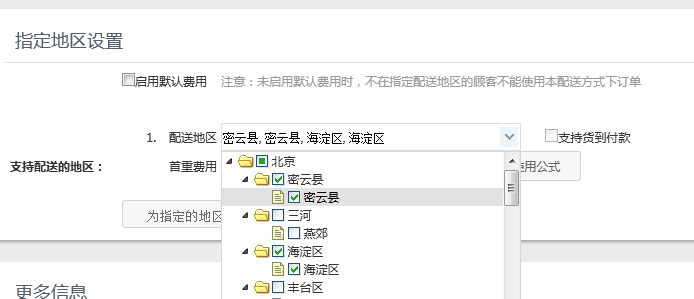 指定地区设置
启用默认费用 注意：未启用默认费用时，不在指定配送地区的顾客不能使用本配送方式下订单
1. 配送地区 密云县, 密云县, 海淀区, 海淀区 支持货到付款
支持配送的地区： 首重费用 使用公式
北京
密云县
密云县
为指定的地区
三河
燕郊
海淀区
海淀区
丰台区
更多信息